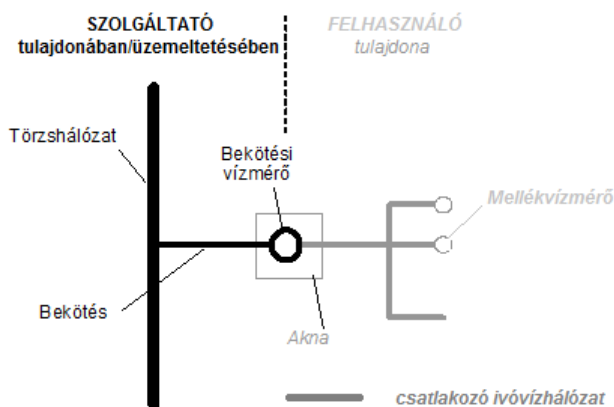 SZOLGÁLTATÓ
tulajdonában/üzemeltetésében
FELHASZNÁLÓ
tulajdona
Törzshálózat
Bekötési
vízmérő
Mellékvízmérő
Bekötés
Akna
csatlakozó ivóvízhálózat